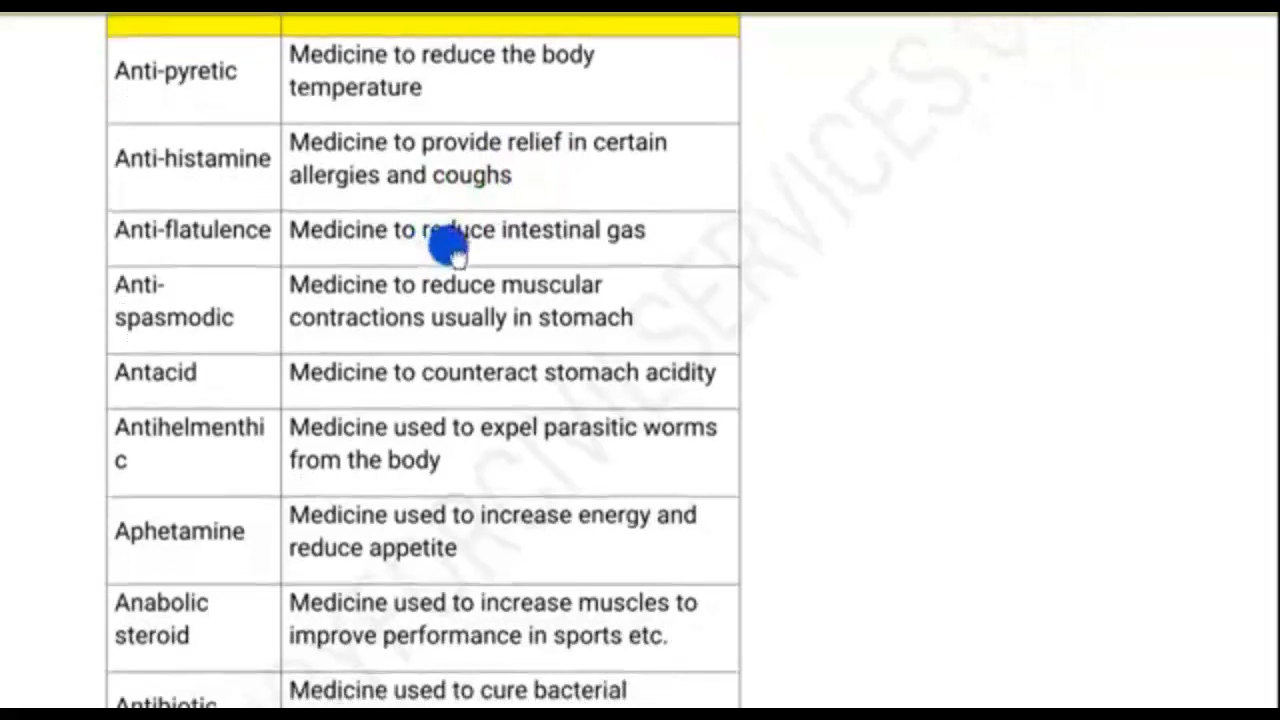 Anti-pyretic
Medicine to reduce the body
temperature
Anti-histamine
Medicine to provide relief in certain
allergies and coughs
Anti-flatulence
Medicine to reduce intestinal gas
Anti-
spasmodic
Medicine to reduce muscular
contractions usually in stomach
Antacid
Medicine to counteract stomach acidity
Antihelmenthi
c
Medicine used to expel parasitic worms
from the body
Aphetamine
Medicine used to increase energy and
reduce appetite
Anabolic
steroid
Medicine used to increase muscles to
improve performance in sports etc.
Antibiotic
Medicine used to cure bacterial